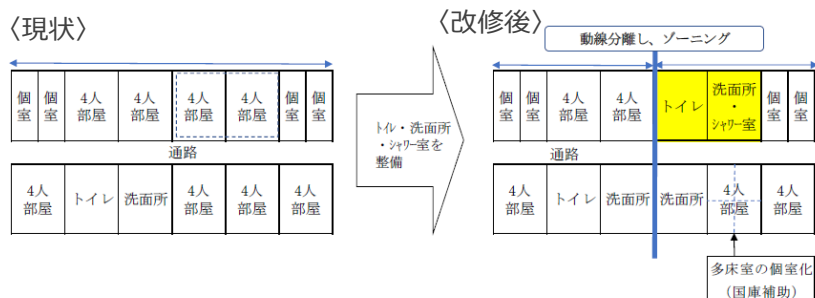 〈現状〉
個室
個室
4人
部屋
4人
部屋
4人
部屋
4人
部屋
個室
個室
通路
4人
部屋
トイレ
洗面所
4人
部屋
4人
部屋
4人
部屋
トイレ・洗面所
・シャワー室を
整備
〈改修後〉
動線分離し、ゾーニング
個室
個室
4人
部屋
4人
部屋
トイレ
洗面所
・
シャワー室
個室
個室
通路
4人
部屋
トイレ
洗面所
洗面所
4人
部屋
4人
部屋
多床室の個室化
（国庫補助）